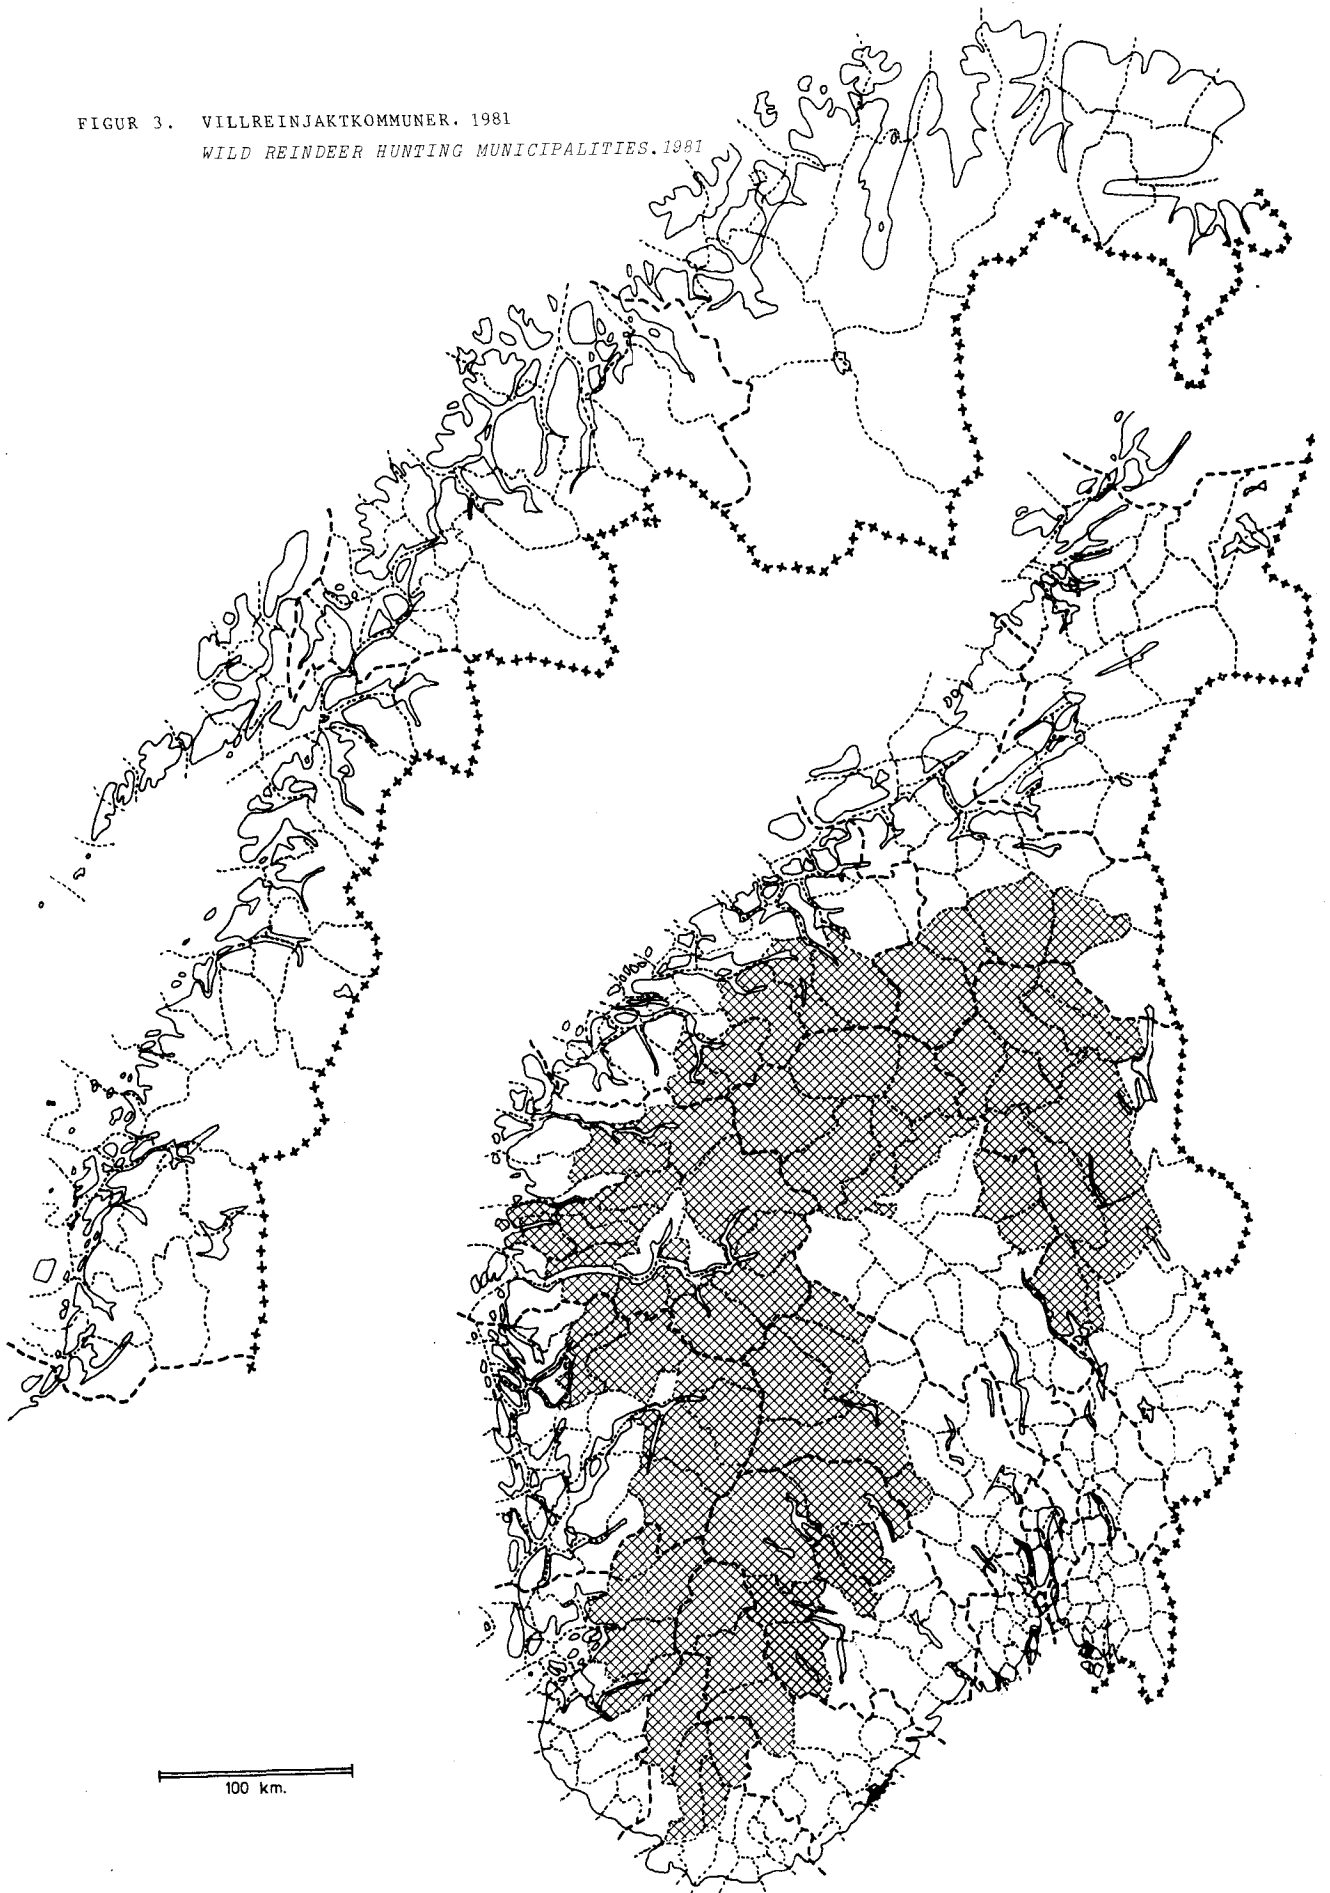 FIGUR 3. VILLREINJAKTKOMMUNER. 1981
WILD REINDEER HUNTING MUNICIPALITIES. 1981
100 km.